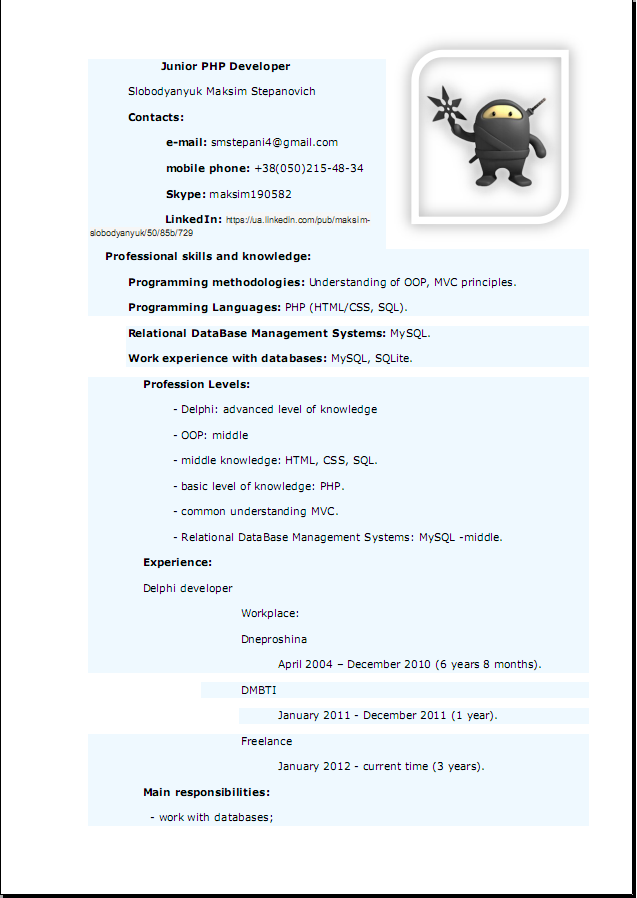 Junior PHP Developer
Slobodyanyuk Maksim Stepanovich
Contacts:
e-mail: smstepani4@gmail.com
mobile phone: +38(050)215-48-34
Skype: maksim190582
LinkedIn: https://ua.linkedin.com/pub/maksim-
slobodyanyuk/50/85b/729
Professional skills and knowledge:
Programming methodologies: Understanding of OOP, MVC principles.
Programming Languages: PHP (HTML/CSS, SQL).
Relational DataBase Management Systems: MySQL.
Work experience with databases: MySQL, SQLite.
Profession Levels:
- Delphi: advanced level of knowledge
- OOP: middle
- middle knowledge: HTML, CSS, SQL.
- basic level of knowledge: PHP.
- common understanding MVC.
- Relational DataBase Management Systems: MySQL -middle.
Experience:
Delphi developer
Workplace:
Dneproshina
April 2004 – December 2010 (6 years 8 months).
DMBTI
January 2011 - December 2011 (1 year).
Freelance
January 2012 - current time (3 years).
Main responsibilities:
- work with databases;